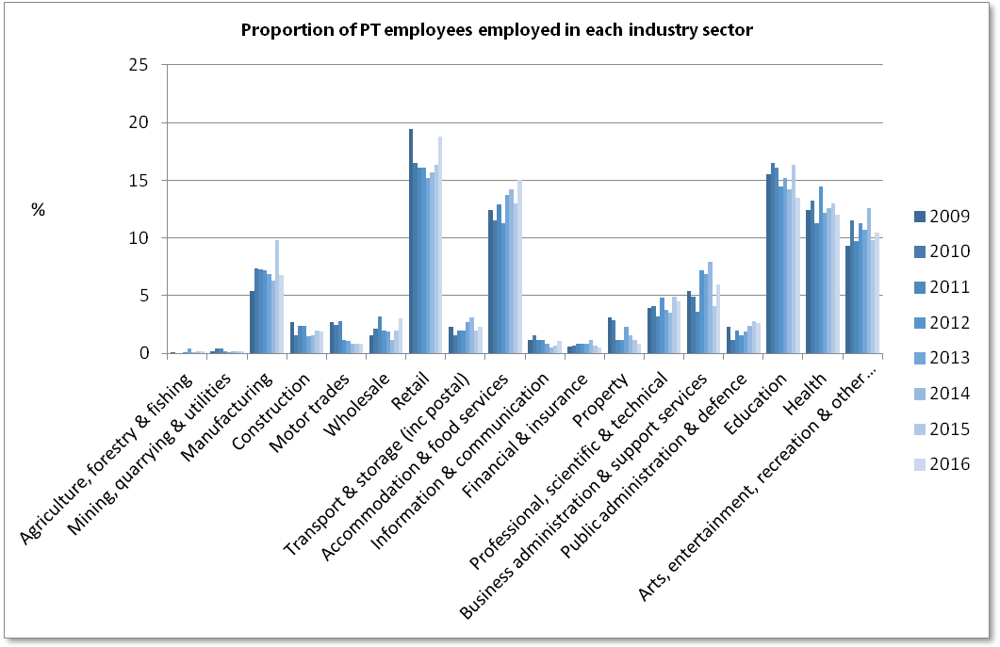 Proportion of PT employees employed in each industry sector
25
20
15
10
5
0
%
Agriculture, forestry & fishing
Mining, quarrying & utilities
Manufacturing
Construction
Motor trades
Wholesale
Retail
Transport & storage (inc postal)
Accommodation & food services
Information & communication
Financial & insurance
Property
Professional, scientific & technical
Business administration & support services
Public administration & defence
Education
Health
Arts, entertainment, recreation & other...
2009
2010
2011
2012
2013
2014
2015
2016